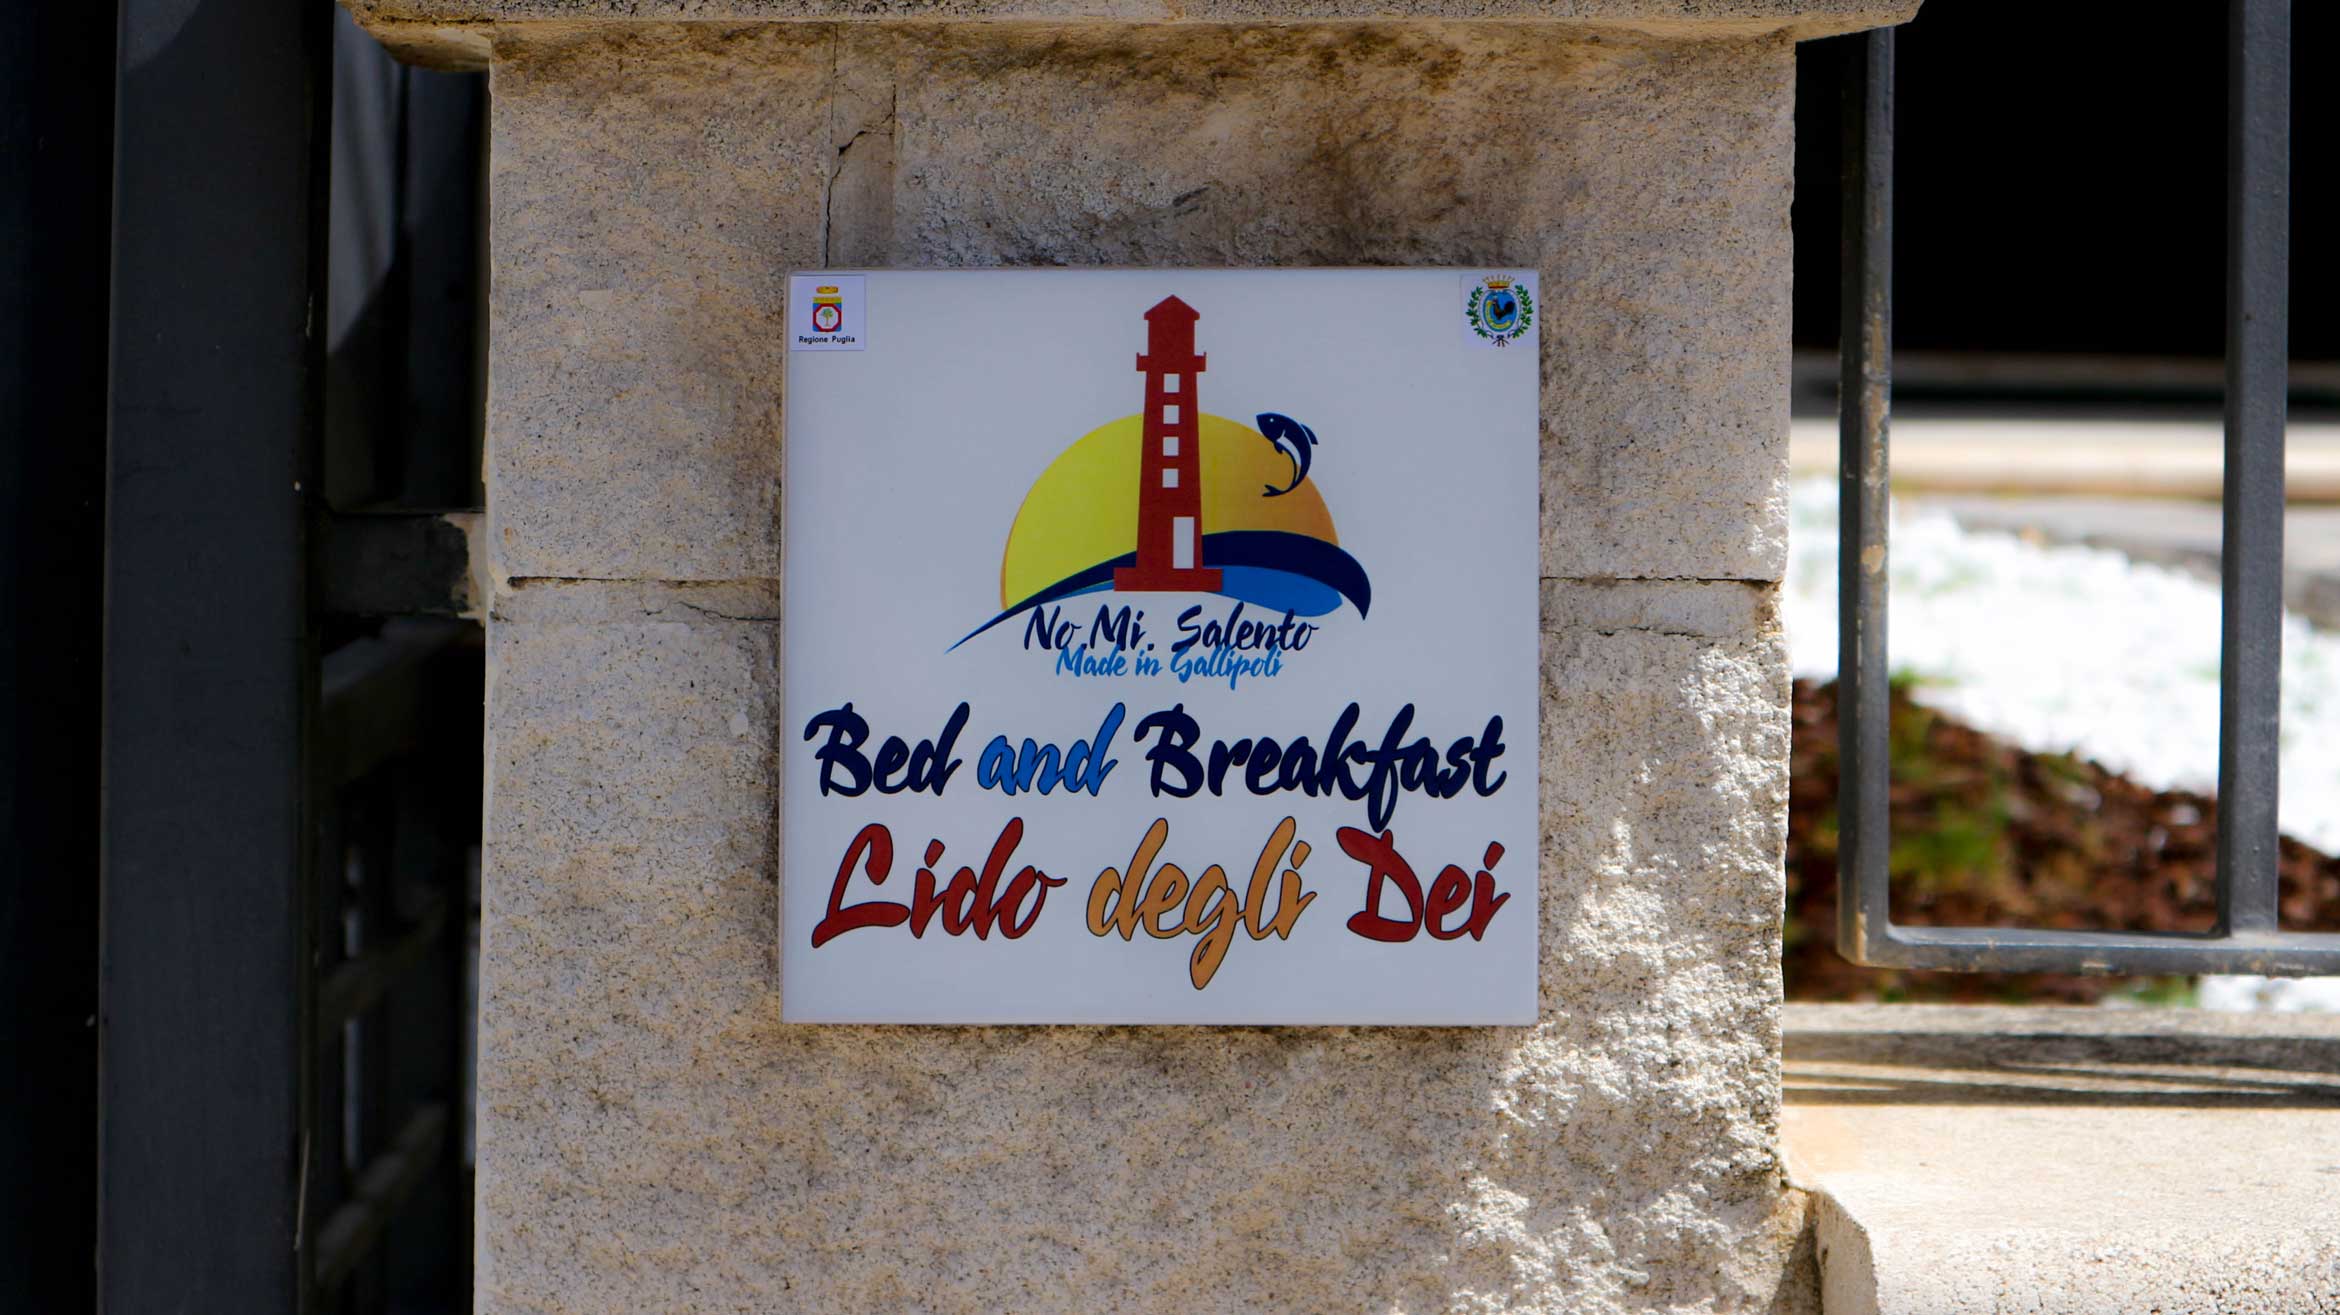 Regione Puglia
No.Mi. Salento
Made in Gallipoli
Bed and Breakfast
Lido degli Dei